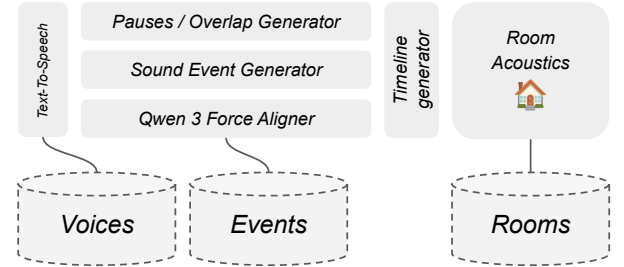 Text-To-Speech
Pauses / Overlap Generator
Sound Event Generator
Qwen 3 Force Aligner
Timeline
generator
Room
Acoustics
Voices
Events
Rooms